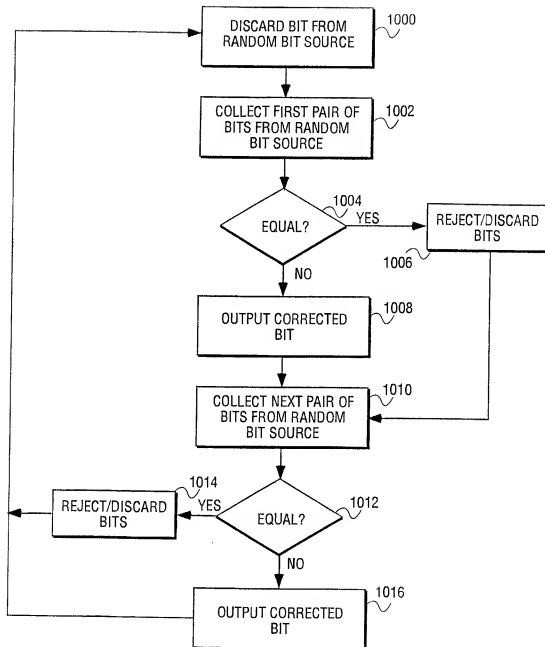 DISCARD BIT FROM
RANDOM BIT SOURCE
1000
COLLECT FIRST PAIR OF
BITS FROM RANDOM
BIT SOURCE
1002
EQUAL?
1004
YES
REJECT/DISCARD
BITS
1006
NO
OUTPUT CORRECTED
BIT
1008
COLLECT NEXT PAIR OF
BITS FROM RANDOM
BIT SOURCE
1010
EQUAL?
1012
YES
REJECT/DISCARD
BITS
1014
NO
OUTPUT CORRECTED
BIT
1016